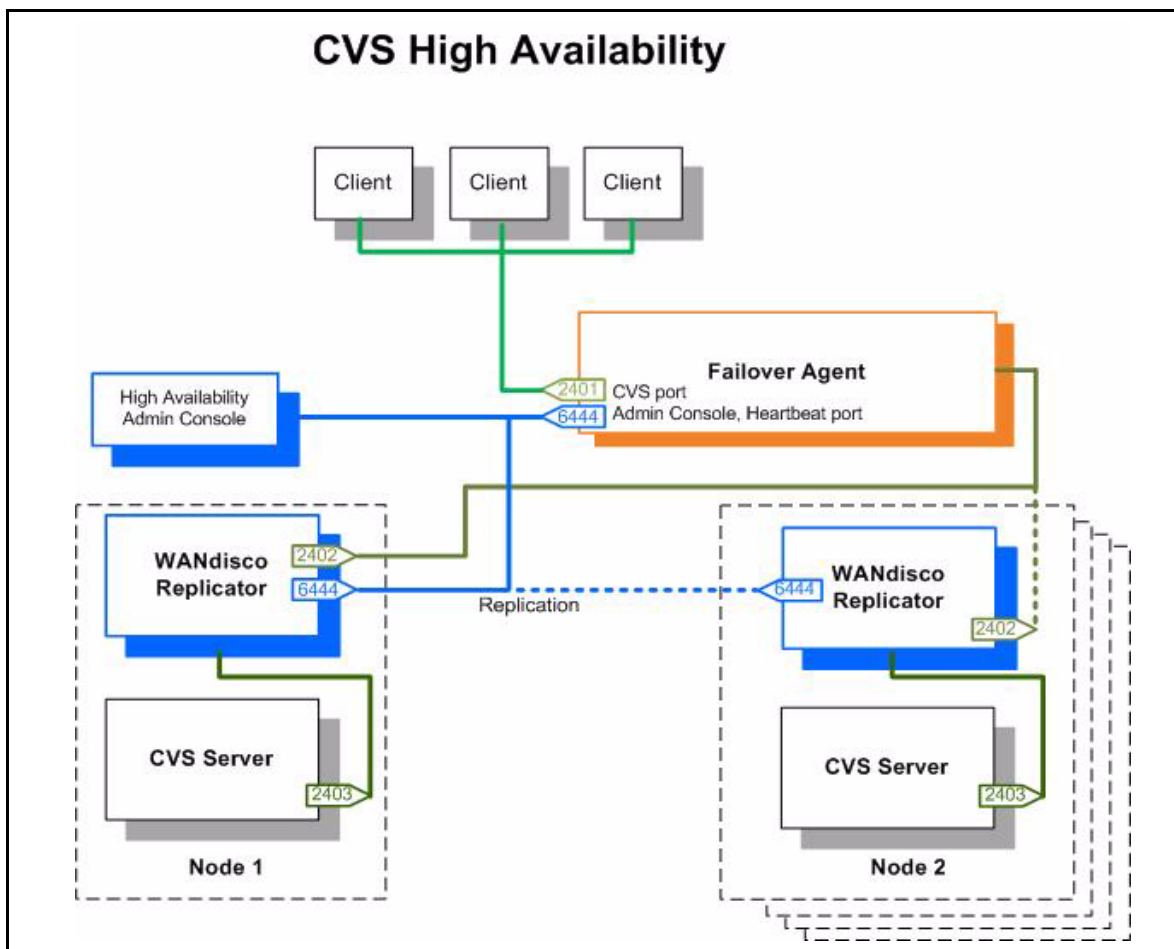 CVS High Availability
Client
Client
Client
Failover Agent
2401
CVS port
6444
Admin Console, Heartbeat port
High Availability
Admin Console
WANdisco
Replicator
2402
6444
Replication
6444
WANdisco
Replicator
2402
CVS Server
2403
Node 1
CVS Server
2403
Node 2